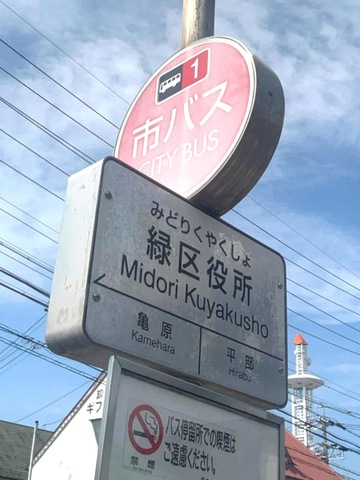 1
市バス
CITY BUS
みどりくやくしょ
緑区役所
Midori Kuyakusho
亀原
Kamehara
平部
Hirabu
禁煙
バス停留所での喫煙は
ご遠慮ください。